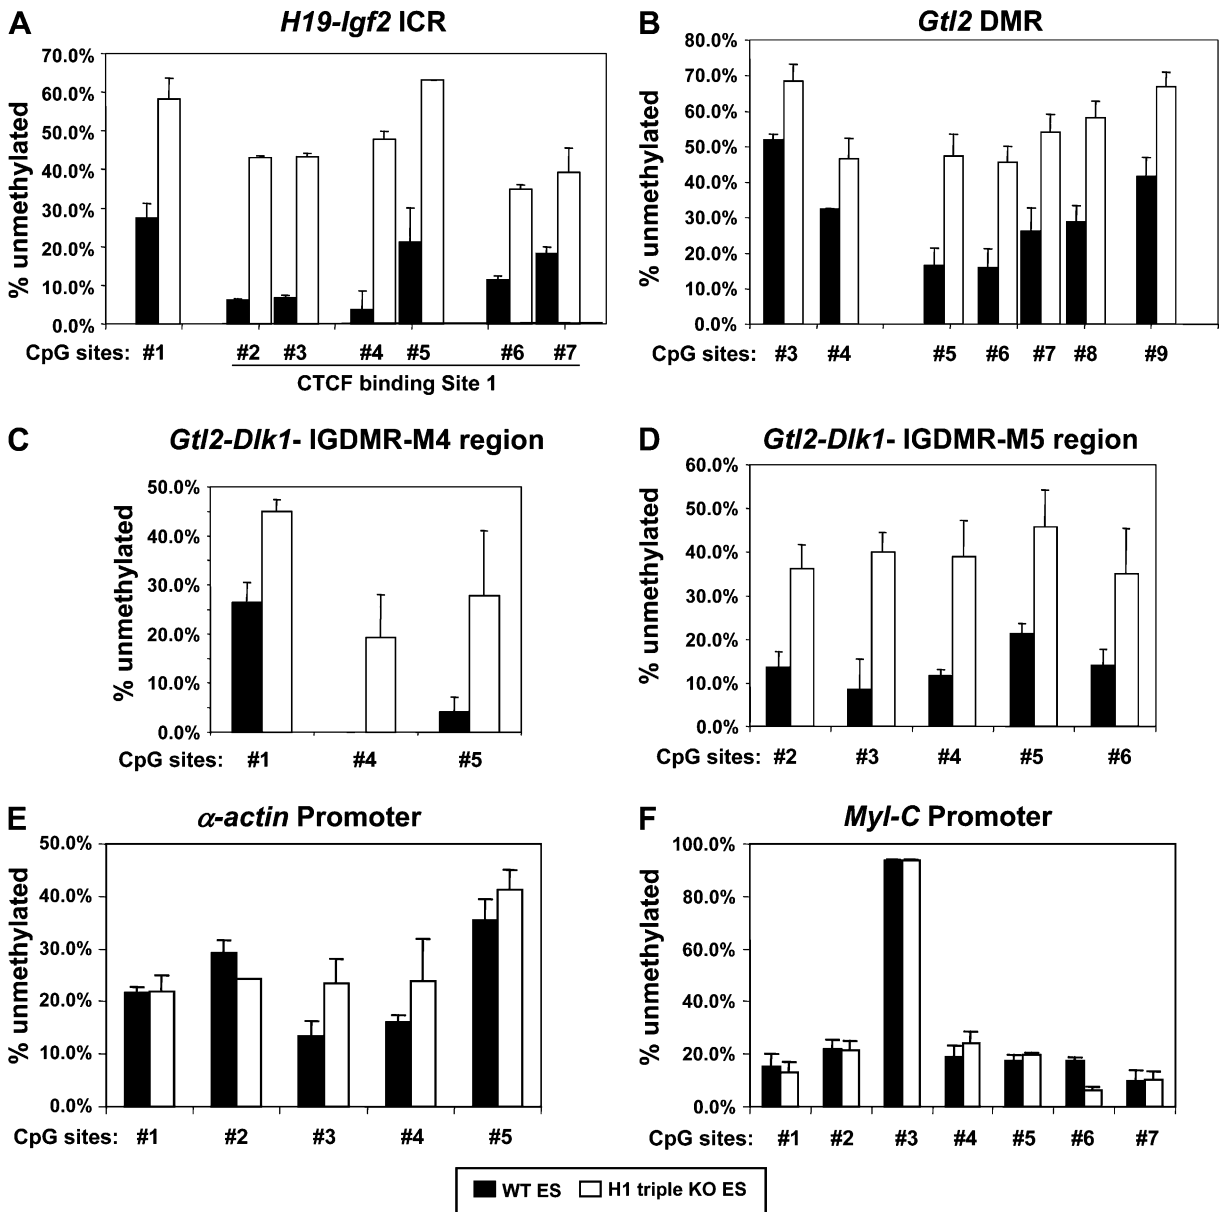 A
H19-Igf2 ICR
% unmethylated
70.0%
60.0%
50.0%
40.0%
30.0%
20.0%
10.0%
0.0%
CpG sites: #1 #2 #3 #4 #5 #6 #7
CTCF binding Site 1
B
Gtl2 DMR
% unmethylated
80.0%
70.0%
60.0%
50.0%
40.0%
30.0%
20.0%
10.0%
0.0%
CpG sites: #3 #4 #5 #6 #7 #8 #9
C
Gtl2-Dlk1- IGDMR-M4 region
% unmethylated
50.0%
40.0%
30.0%
20.0%
10.0%
0.0%
CpG sites: #1 #4 #5
D
Gtl2-Dlk1- IGDMR-M5 region
% unmethylated
60.0%
50.0%
40.0%
30.0%
20.0%
10.0%
0.0%
CpG sites: #2 #3 #4 #5 #6
E
α-actin Promoter
% unmethylated
50.0%
40.0%
30.0%
20.0%
10.0%
0.0%
CpG sites: #1 #2 #3 #4 #5
F
Myl-C Promoter
% unmethylated
100.0%
80.0%
60.0%
40.0%
20.0%
0.0%
CpG sites: #1 #2 #3 #4 #5 #6 #7
WT ES H1 triple KO ES